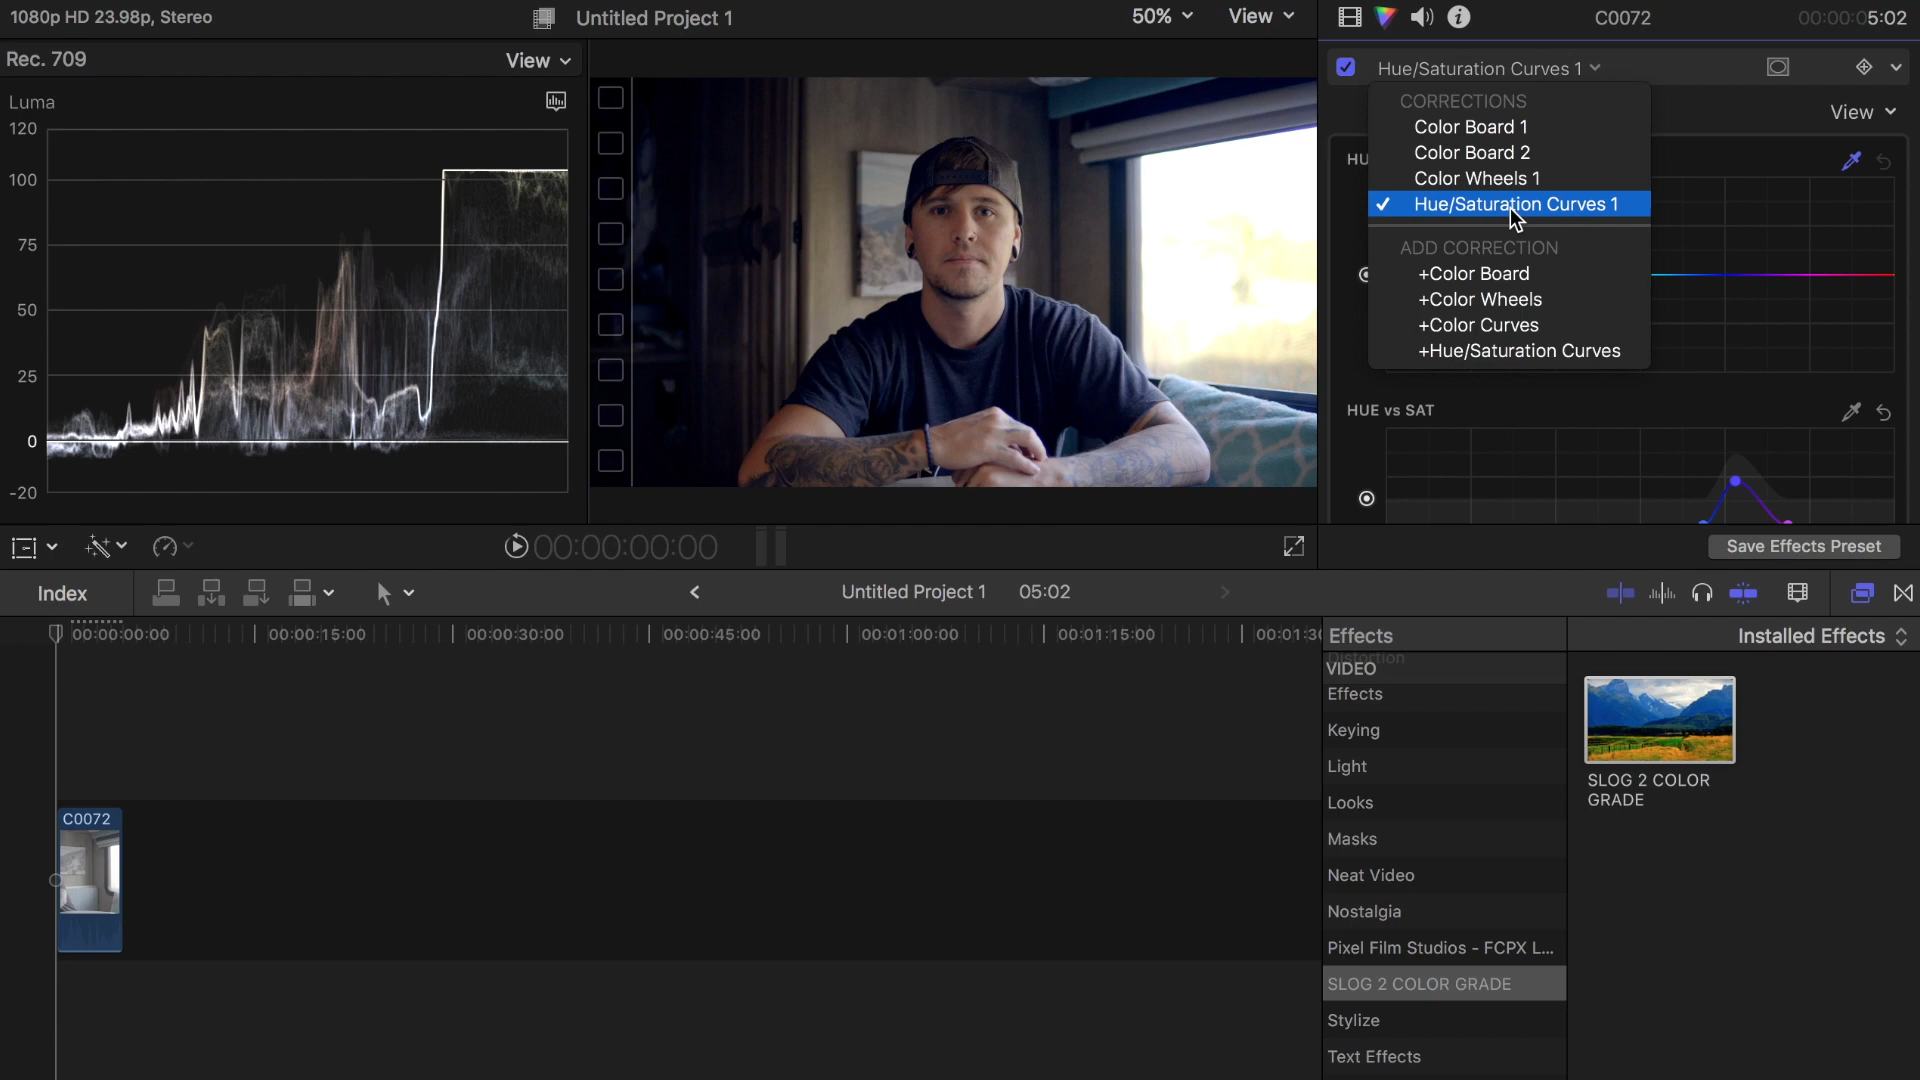 1080p HD 23.98p, Stereo
Untitled Project 1
50%
View
C0072
00:00:05:02
Rec. 709
View
Hue/Saturation Curves 1
Luma
CORRECTIONS
View
120
Color Board 1
Color Board 2
HU
100
Color Wheels 1
Hue/Saturation Curves 1
75
ADD CORRECTION
+Color Board
50
+Color Wheels
+Color Curves
+Hue/Saturation Curves
25
HUE vs SAT
0
-20
00:00:00:00
Save Effects Preset
Index
Untitled Project 1
05:02
00:00:00:00
00:00:15:00
00:00:30:00
00:00:45:00
00:01:00:00
00:01:15:00
00:01:30
Effects
Installed Effects
Distortion
VIDEO
Effects
Keying
Light
SLOG 2 COLOR
GRADE
Looks
C0072
Masks
Neat Video
Nostalgia
Pixel Film Studios - FCPX L...
SLOG 2 COLOR GRADE
Stylize
Text Effects